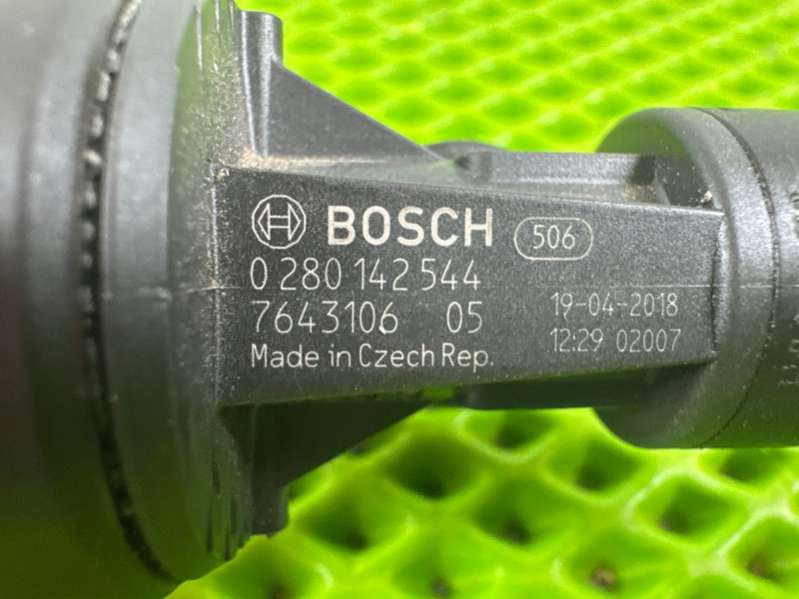 BOSCH 506
0 280 142 544
7643106 05 19-04-2018
Made in Czech Rep. 12:29 02007